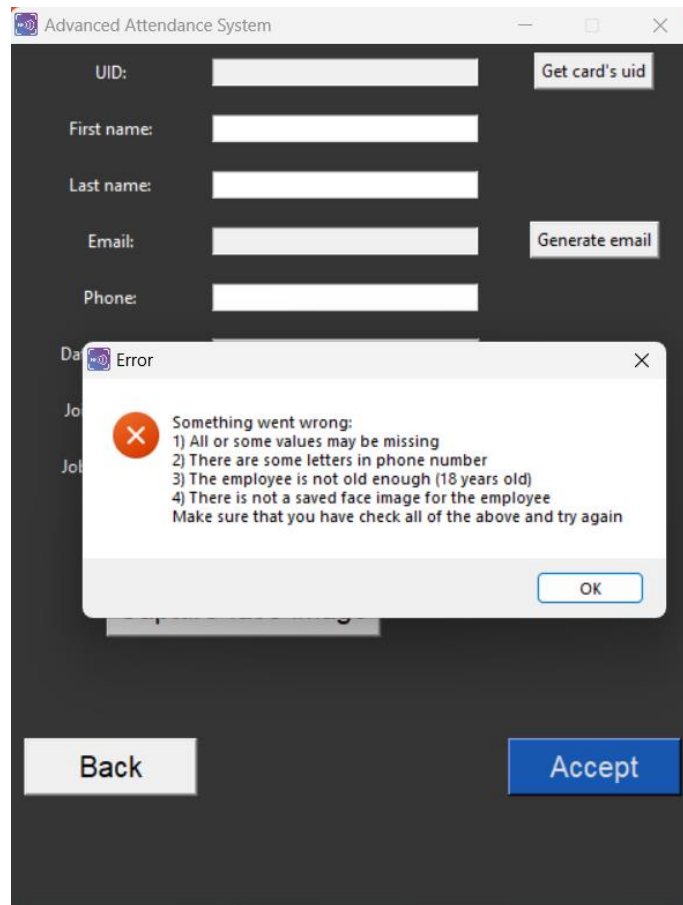 Advanced Attendance System
UID:
Get card's uid
First name:
Last name:
Email:
Generate email
Phone:
Error
Something went wrong:
1) All or some values may be missing
2) There are some letters in phone number
3) The employee is not old enough (18 years old)
4) There is not a saved face image for the employee
Make sure that you have check all of the above and try again
OK
Back
Accept